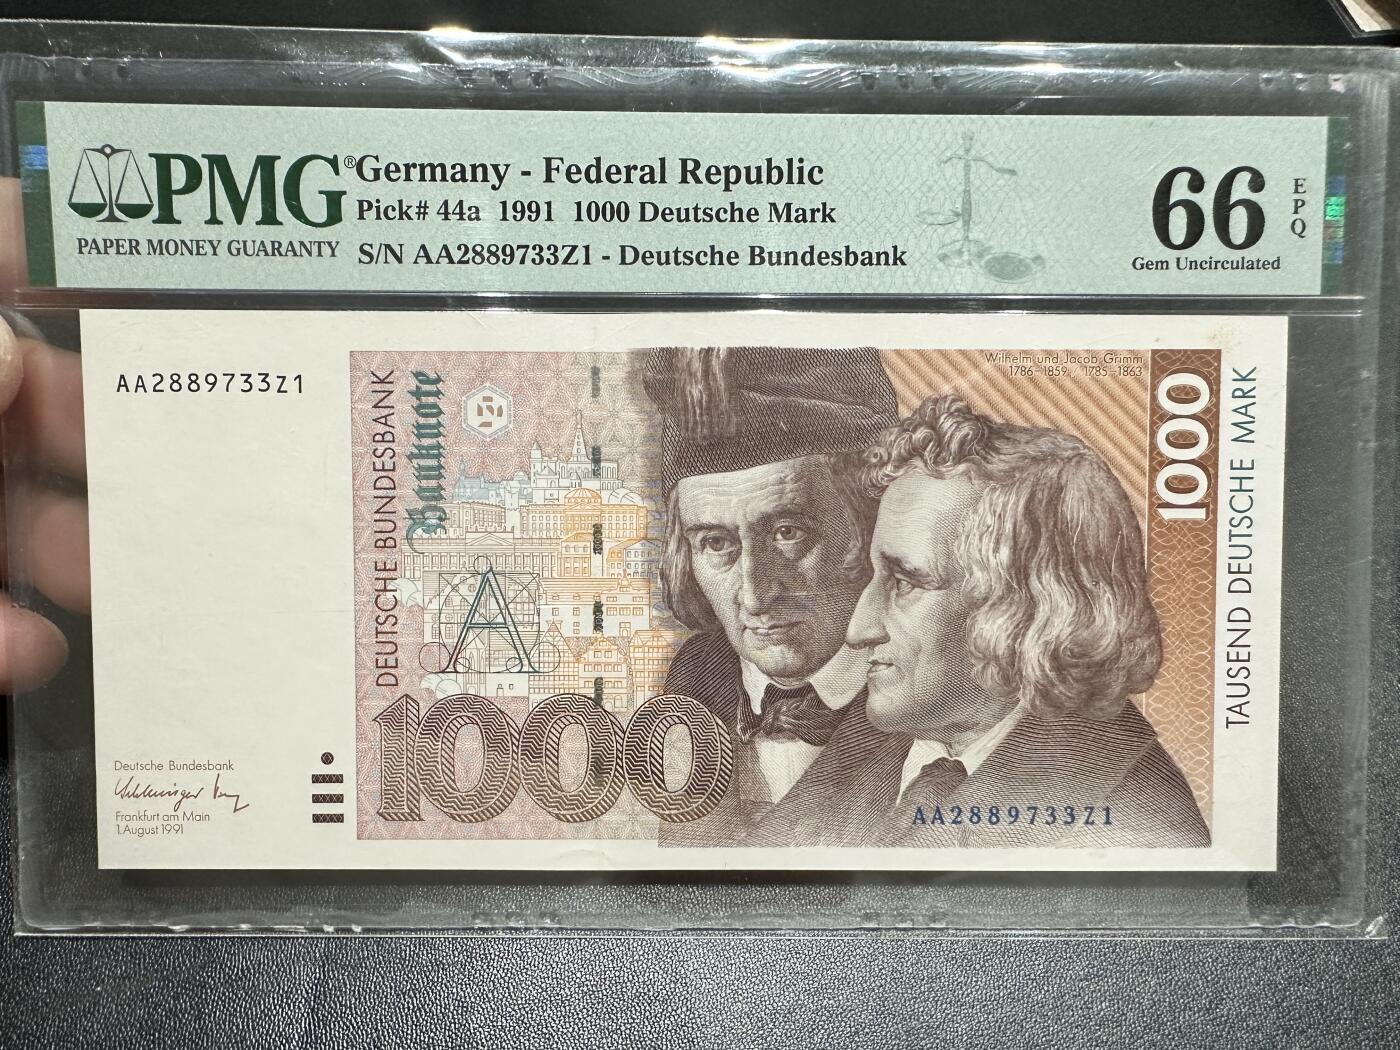 PMG®
PAPER MONEY GUARANTY
Germany - Federal Republic
Pick# 44a 1991 1000 Deutsche Mark
S/N AA2889733Z1 - Deutsche Bundesbank
66
EPQ
Gem Uncirculated
AA2889733Z1
DEUTSCHE BUNDESBANK
Banknote
Wilhelm und Jacob Grimm
1786-1859 1785-1863
1000
TAUSEND DEUTSCHE MARK
A
1000
Deutsche Bundesbank
Frankfurt am Main
1. August 1991
AA2889733Z1